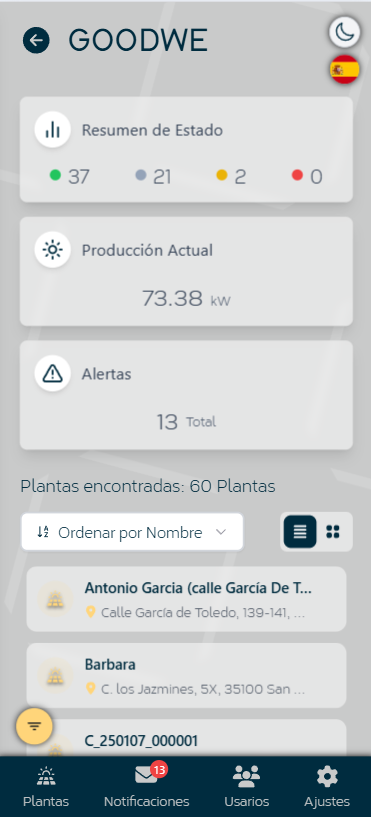 GOODWE
Resumen de Estado
37 21 2 0
Producción Actual
73.38 kW
Alertas
13 Total
Plantas encontradas: 60 Plantas
Ordenar por Nombre
Antonio Garcia (calle García De T...
Calle García de Toledo, 139-141, ...
Barbara
C. los Jazmines, 5X, 35100 San ...
C_250107_000001
13
Plantas Notificaciones Usuarios Ajustes